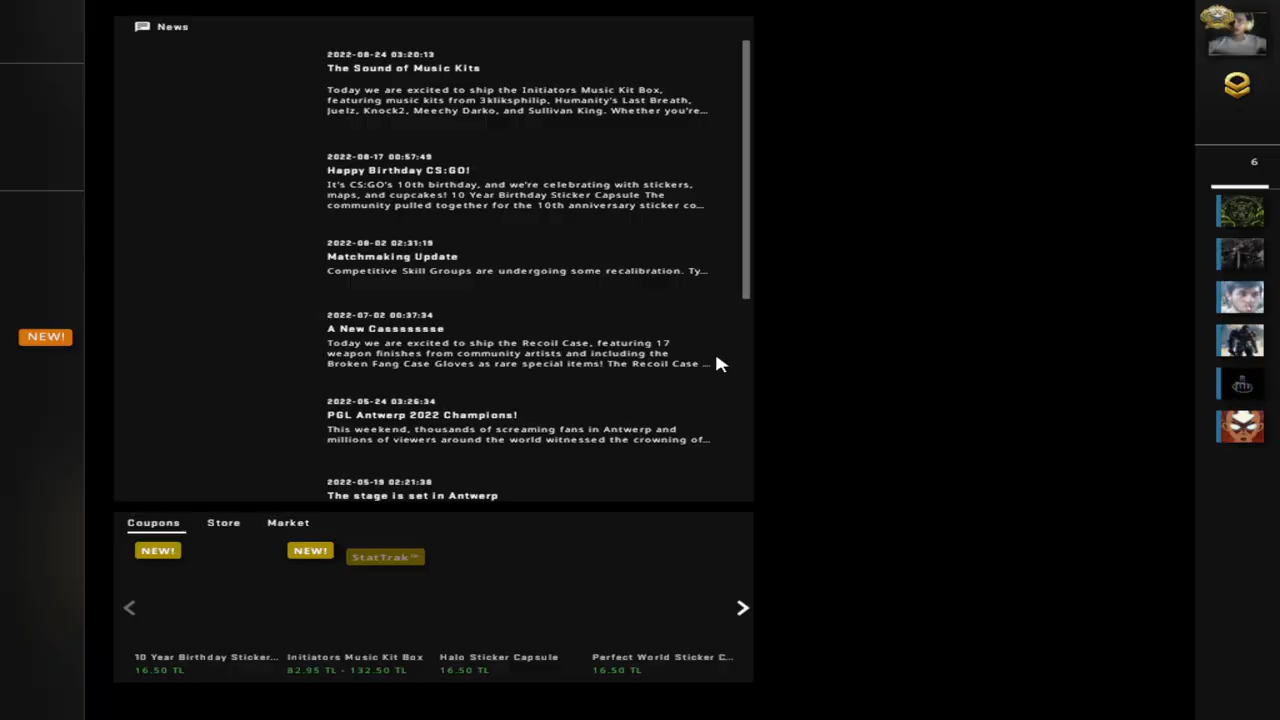 News
2022-08-24 03:20:13
The Sound of Music Kits
Today we are excited to ship the Initiators Music Kit Box,
featuring music kits from 3kliksphilip, Humanity's Last Breath,
Juelz, Knock2, Meechy Darko, and Sullivan King. Whether you're...
2022-08-17 00:57:49
Happy Birthday CS:GO!
It's CS:GO's 10th birthday, and we're celebrating with stickers,
maps, and cupcakes! 10 Year Birthday Sticker Capsule The
community pulled together for the 10th anniversary sticker co...
2022-08-02 02:31:19
Matchmaking Update
Competitive Skill Groups are undergoing some recalibration. Ty...
2022-07-02 00:37:34
A New Casssssse
Today we are excited to ship the Recoil Case, featuring 17
weapon finishes from community artists and including the
Broken Fang Case Gloves as rare special items! The Recoil Case ...
2022-05-24 03:26:34
PGL Antwerp 2022 Champions!
This weekend, thousands of screaming fans in Antwerp and
millions of viewers around the world witnessed the crowning of...
2022-05-19 02:21:38
The stage is set in Antwerp
6
NEW!
Coupons Store Market
NEW! NEW! StatTrak™
10 Year Birthday Sticker... Initiators Music Kit Box Halo Sticker Capsule Perfect World Sticker C...
16.50 TL 82.95 TL - 132.50 TL 16.50 TL 16.50 TL